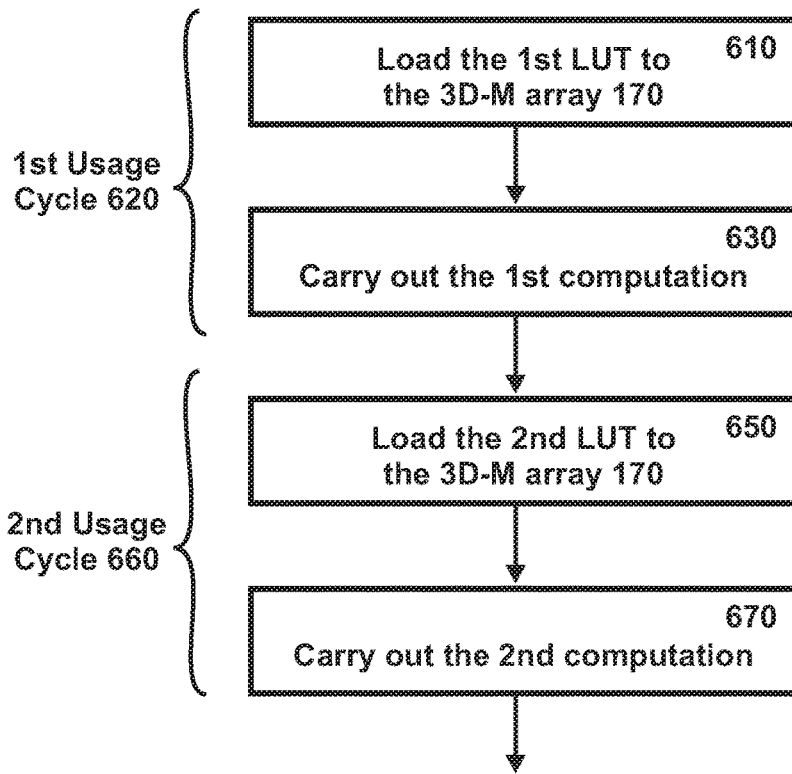 610
Load the 1st LUT to
the 3D-M array 170
1st Usage
Cycle 620
630
Carry out the 1st computation
650
Load the 2nd LUT to
the 3D-M array 170
2nd Usage
Cycle 660
670
Carry out the 2nd computation